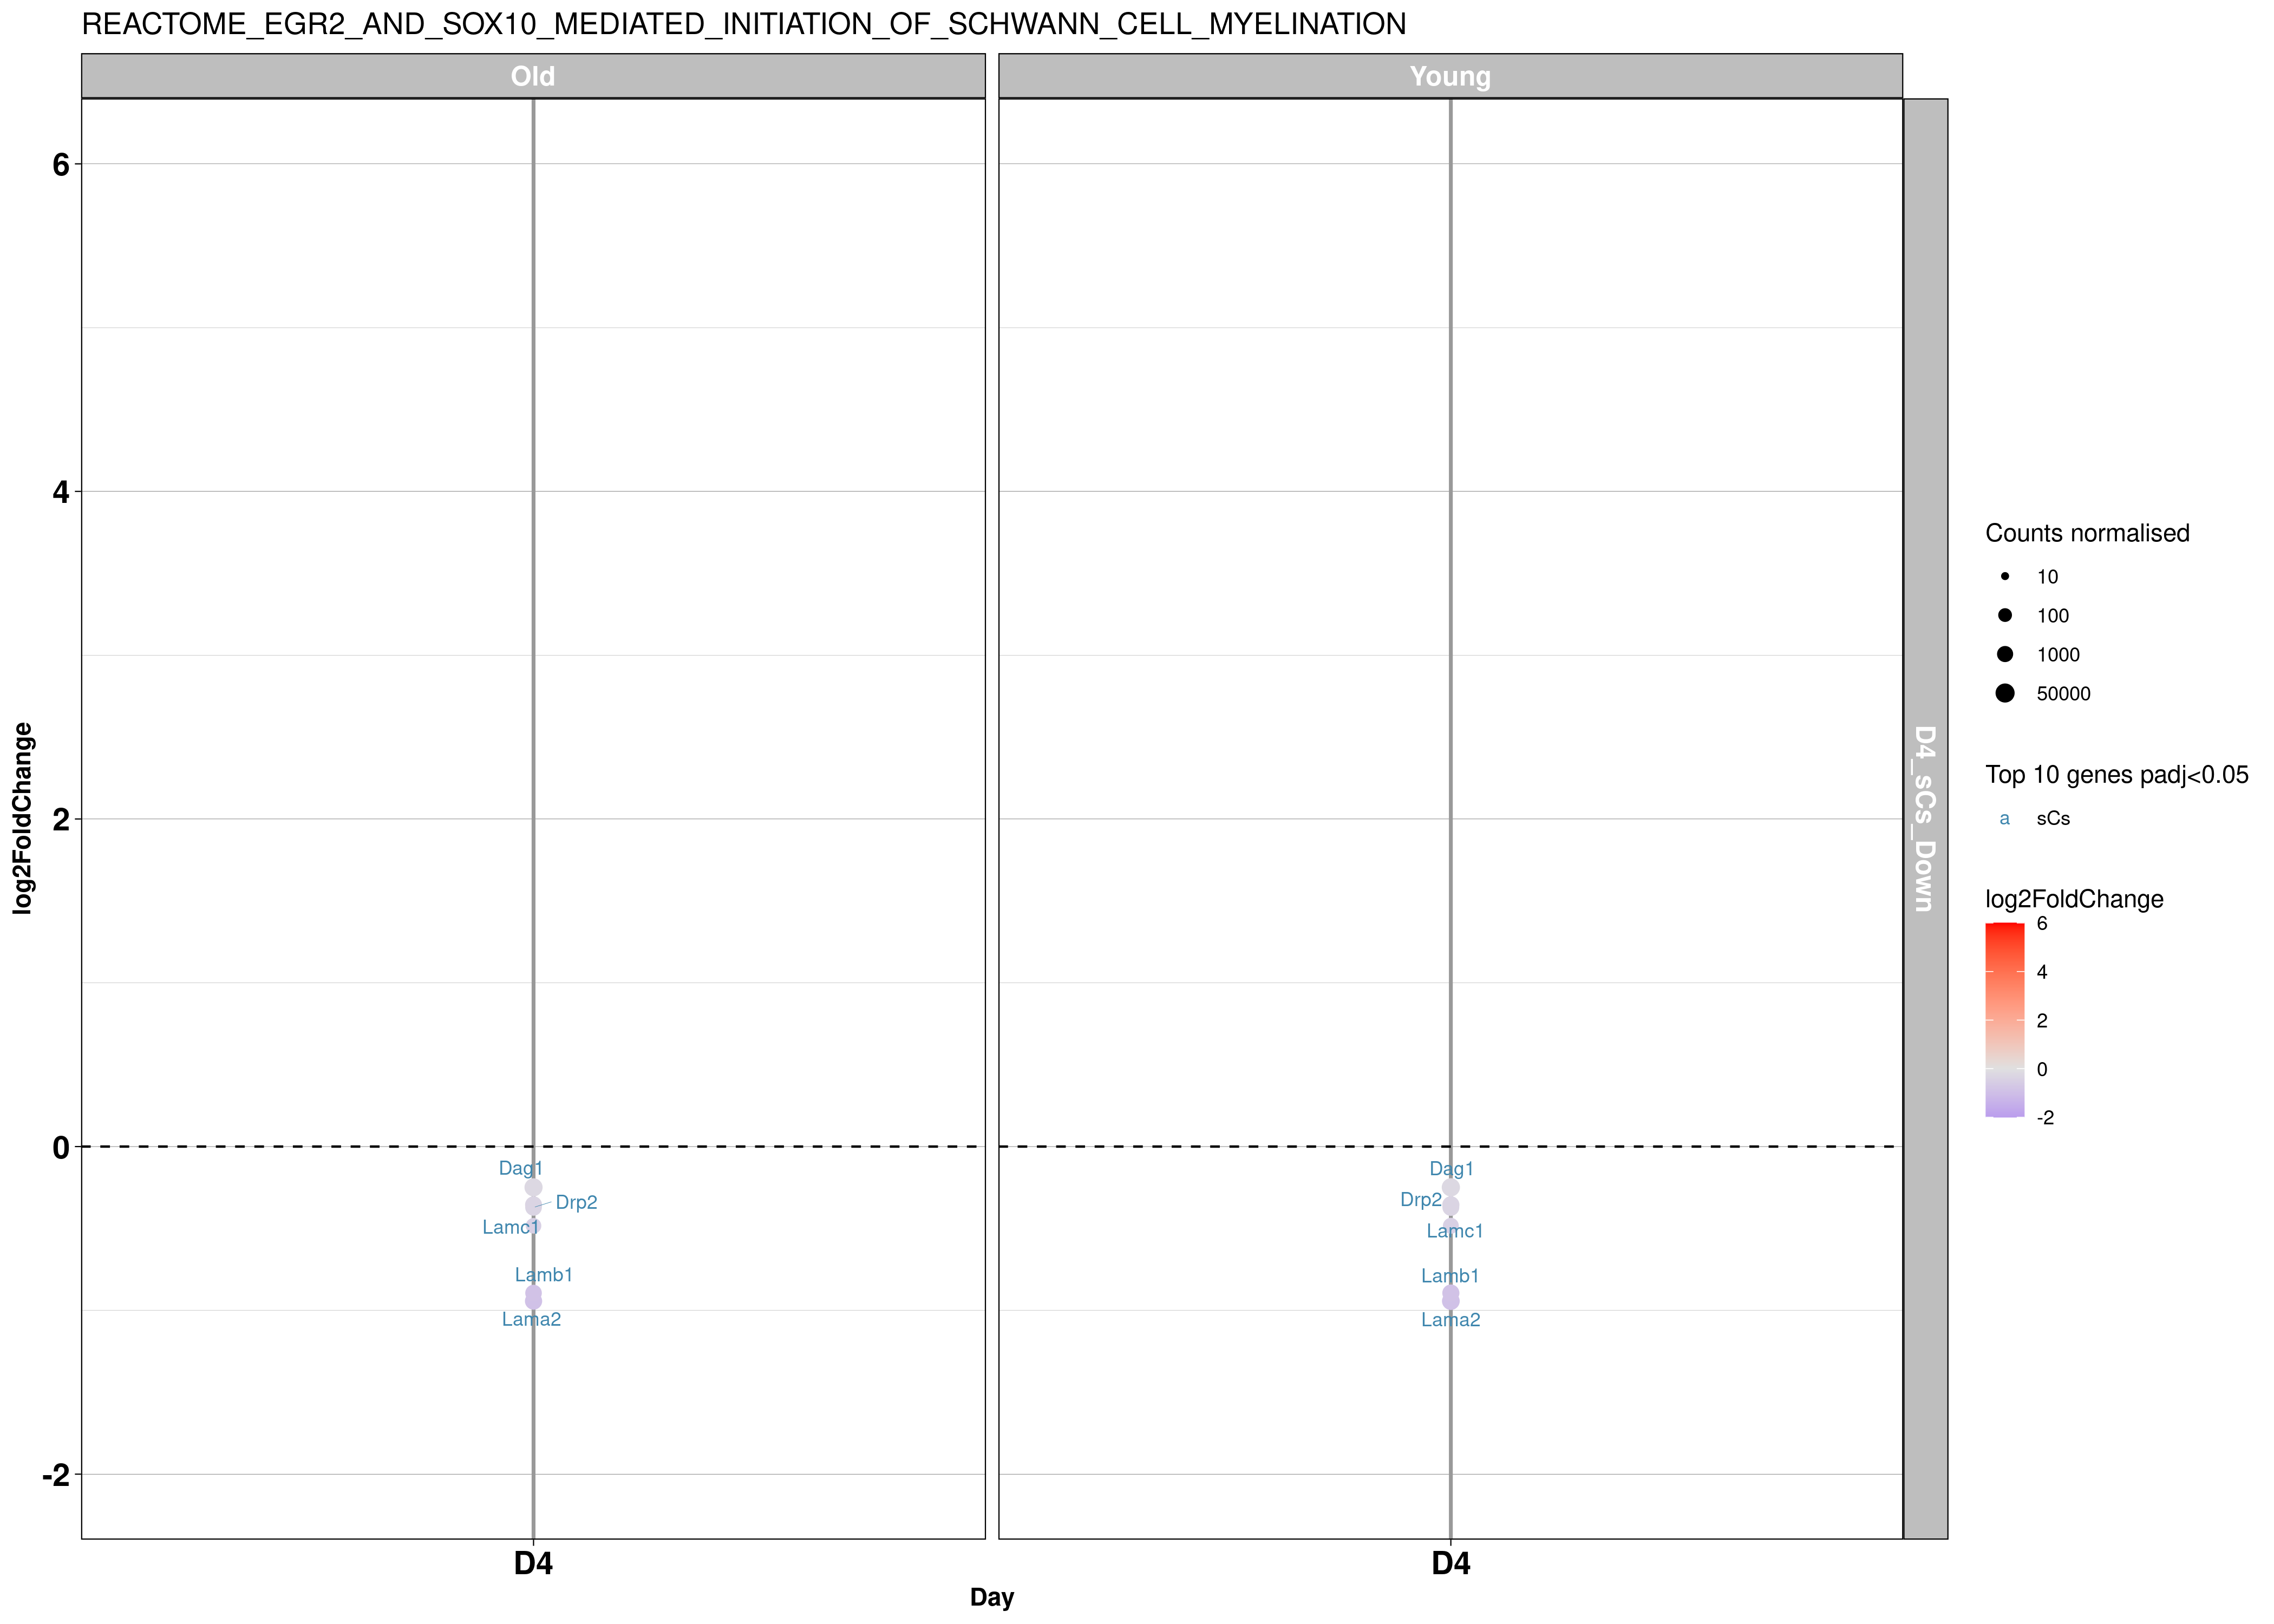 REACTOME_EGR2_AND_SOX10_MEDIATED_INITIATION_OF_SCHWANN_CELL_MYELINATION
Old
Young
D4_sCs_Down
log2FoldChange
6
4
2
0
-2
Dag1
Drp2
Lamc1
Lamb1
Lama2
Dag1
Drp2
Lamc1
Lamb1
Lama2
D4
D4
Day
Counts normalised
10
100
1000
50000
Top 10 genes padj<0.05
a sCs
log2FoldChange
6
4
2
0
-2